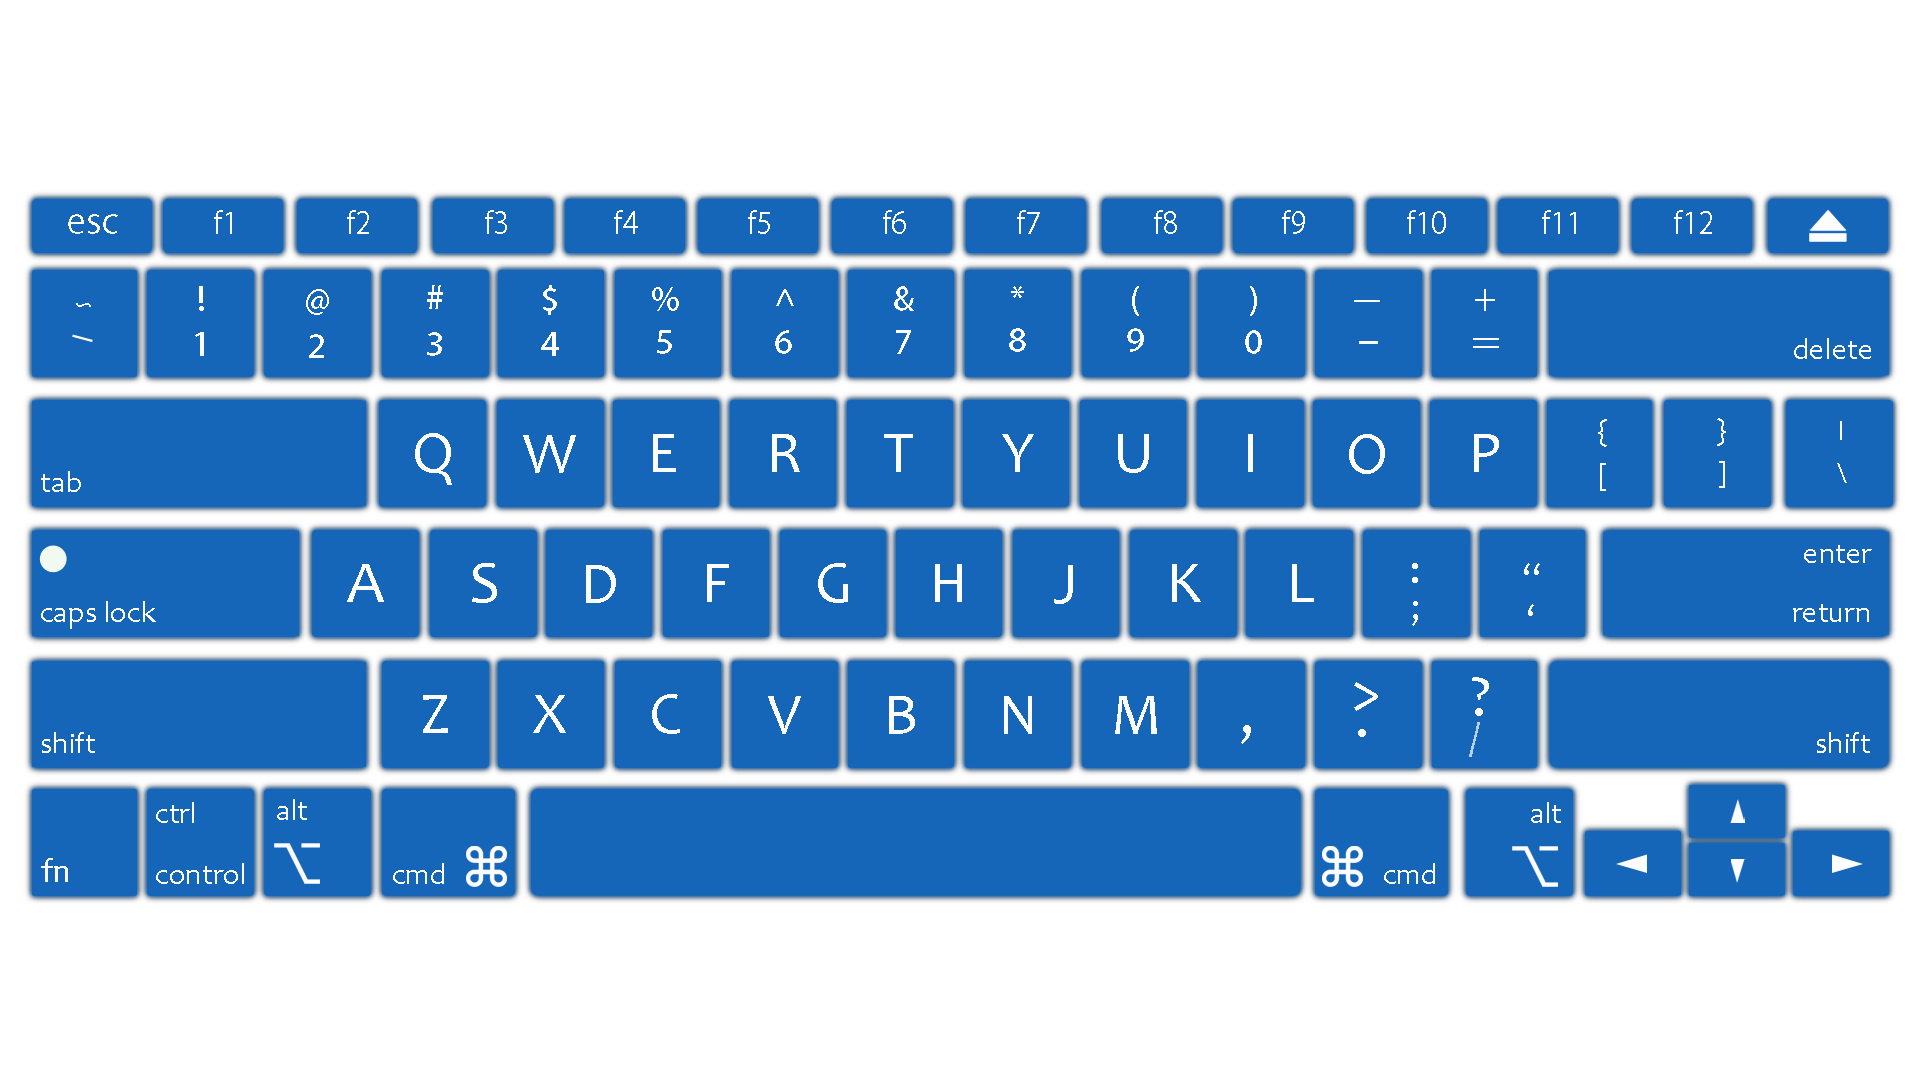 esc f1 f2 f3 f4 f5 f6 f7 f8 f9 f10 f11 f12 ⏏
~ ! @ # $ % ^ & * ( ) — +
` 1 2 3 4 5 6 7 8 9 0 – = delete
tab Q W E R T Y U I O P { } |
[ ] \
enter
caps lock A S D F G H J K L : “
; ‘ return
shift Z X C V B N M , > ? shift
. /
ctrl alt alt ▲
fn control ⌥ cmd ⌘ ⌘ cmd ⌥ ◄ ▼ ►